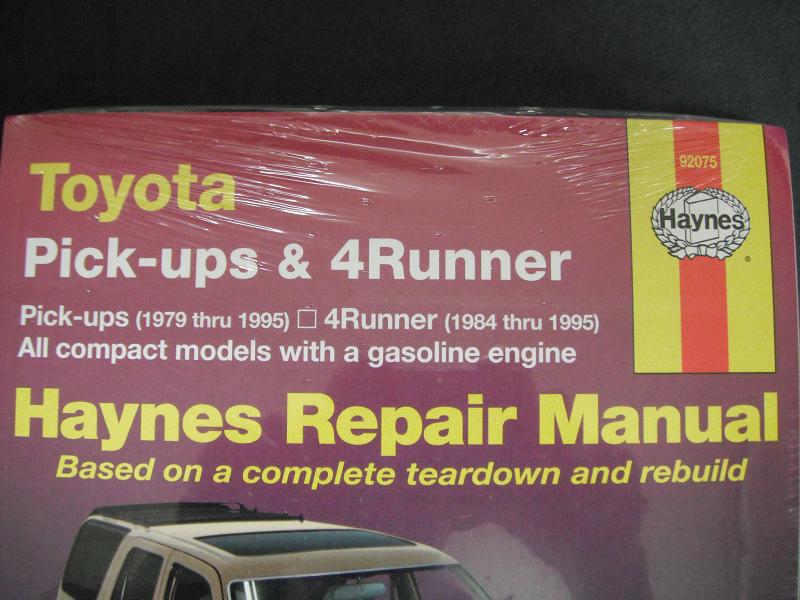 92075
Haynes
®
Toyota
Pick-ups & 4Runner
Pick-ups (1979 thru 1995) □ 4Runner (1984 thru 1995)
All compact models with a gasoline engine
Haynes Repair Manual
Based on a complete teardown and rebuild